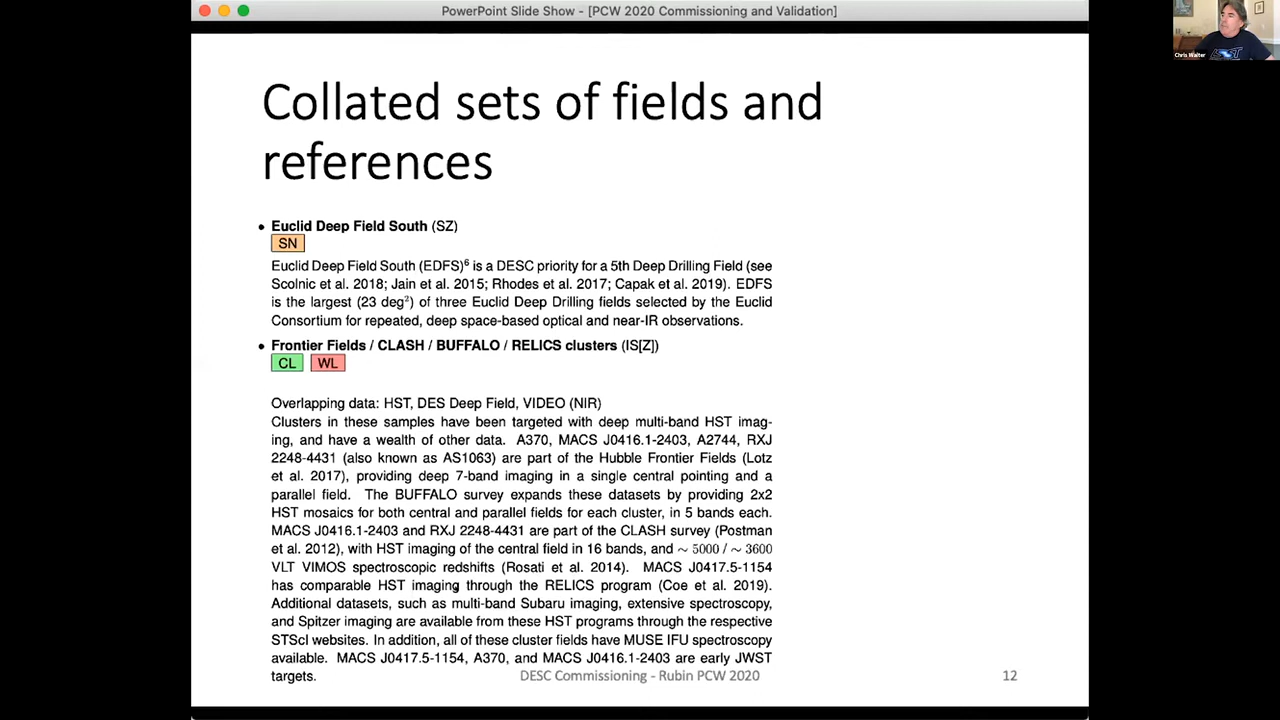 PowerPoint Slide Show - [PCW 2020 Commissioning and Validation]
Chris Walter
Collated sets of fields and
references
• Euclid Deep Field South (SZ)
SN
Euclid Deep Field South (EDFS)⁶ is a DESC priority for a 5th Deep Drilling Field (see
Scolnic et al. 2018; Jain et al. 2015; Rhodes et al. 2017; Capak et al. 2019). EDFS
is the largest (23 deg²) of three Euclid Deep Drilling fields selected by the Euclid
Consortium for repeated, deep space-based optical and near-IR observations.
• Frontier Fields / CLASH / BUFFALO / RELICS clusters (IS[Z])
CL WL
Overlapping data: HST, DES Deep Field, VIDEO (NIR)
Clusters in these samples have been targeted with deep multi-band HST imag-
ing, and have a wealth of other data. A370, MACS J0416.1-2403, A2744, RXJ
2248-4431 (also known as AS1063) are part of the Hubble Frontier Fields (Lotz
et al. 2017), providing deep 7-band imaging in a single central pointing and a
parallel field. The BUFFALO survey expands these datasets by providing 2x2
HST mosaics for both central and parallel fields for each cluster, in 5 bands each.
MACS J0416.1-2403 and RXJ 2248-4431 are part of the CLASH survey (Postman
et al. 2012), with HST imaging of the central field in 16 bands, and ∼ 5000 / ∼ 3600
VLT VIMOS spectroscopic redshifts (Rosati et al. 2014). MACS J0417.5-1154
has comparable HST imaging through the RELICS program (Coe et al. 2019).
Additional datasets, such as multi-band Subaru imaging, extensive spectroscopy,
and Spitzer imaging are available from these HST programs through the respective
STScI websites. In addition, all of these cluster fields have MUSE IFU spectroscopy
available. MACS J0417.5-1154, A370, and MACS J0416.1-2403 are early JWST
targets.
DESC Commissioning - Rubin PCW 2020
12